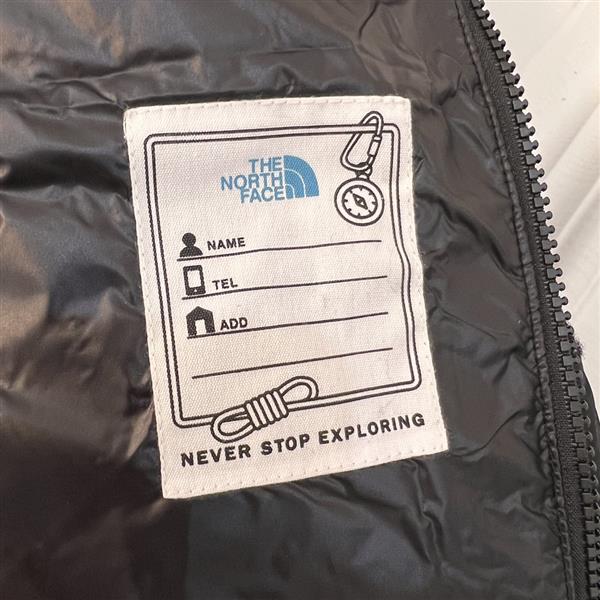 THE
NORTH
FACE
NAME
TEL
ADD
NEVER STOP EXPLORING